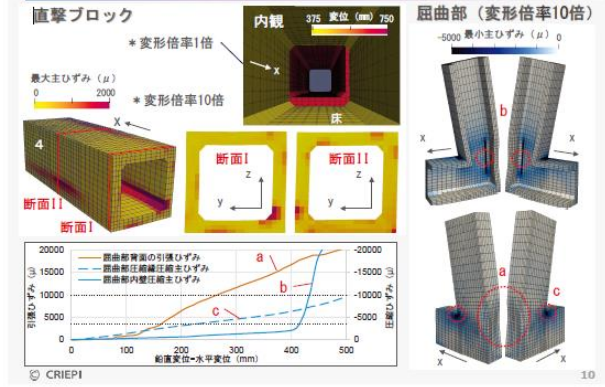 直撃ブロック
内観
375 変位 (mm) 750
*変形倍率1倍
x
床
最大主ひずみ (μ)
0 2000
*変形倍率10倍
X
4
断面II
断面I
断面I
z
y
断面II
z
y
屈曲部背面の引張ひずみ
屈曲部圧縮縁圧縮主ひずみ
屈曲部内壁圧縮主ひずみ
a
b
c
引張ひずみ (μ)
20000
15000
10000
5000
0
-20000
-15000
-10000
-5000
0
圧縮ひずみ (μ)
0 100 200 300 400 500
鉛直変位=水平変位 (mm)
屈曲部 (変形倍率10倍)
最小主ひずみ (μ)
-5000 0
b
x x
a
c
x x
© CRIEPI
10